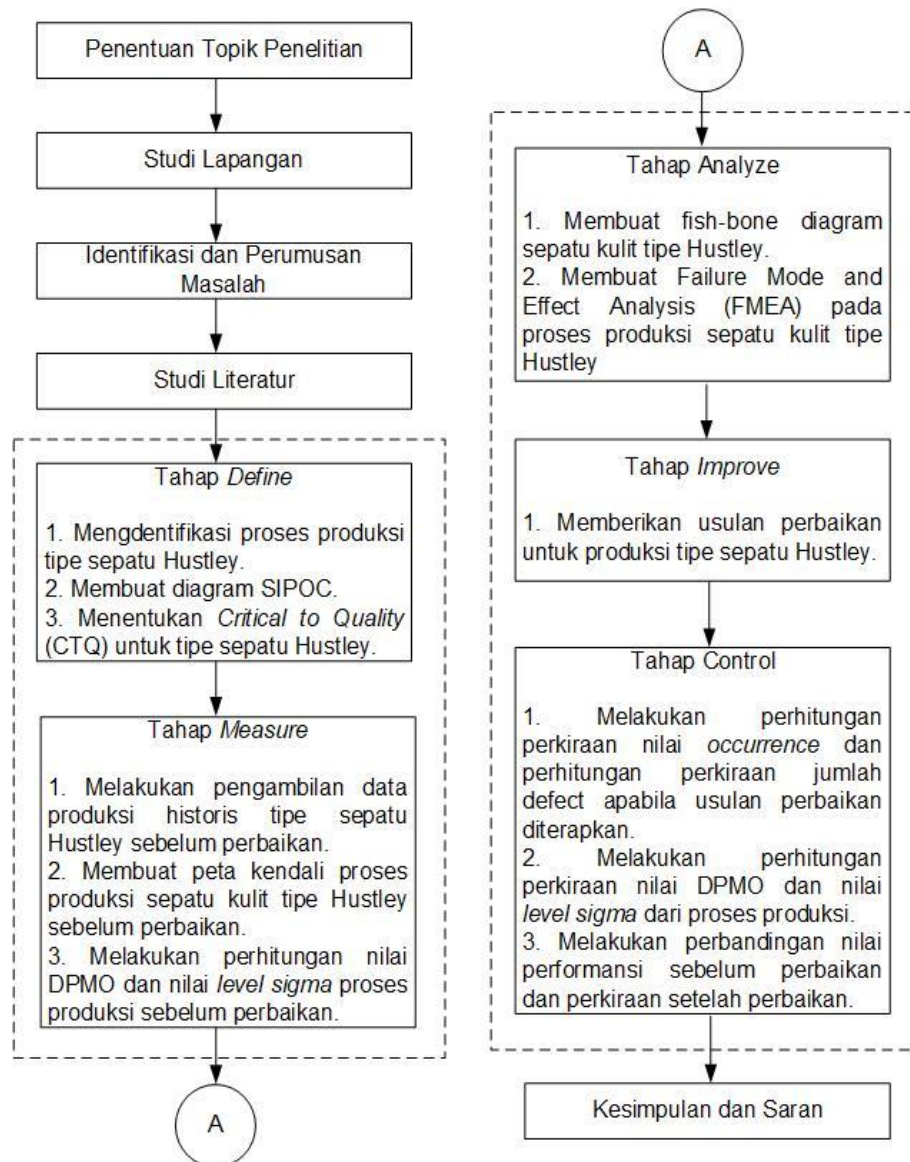 Penentuan Topik Penelitian
Studi Lapangan
Identifikasi dan Perumusan
Masalah
Studi Literatur
Tahap Define
1. Mengdentifikasi proses produksi
tipe sepatu Hustley.
2. Membuat diagram SIPOC.
3. Menentukan Critical to Quality
(CTQ) untuk tipe sepatu Hustley.
Tahap Measure
1. Melakukan pengambilan data
produksi historis tipe sepatu
Hustley sebelum perbaikan.
2. Membuat peta kendali proses
produksi sepatu kulit tipe Hustley
sebelum perbaikan.
3. Melakukan perhitungan nilai
DPMO dan nilai level sigma proses
produksi sebelum perbaikan.
A
A
Tahap Analyze
1. Membuat fish-bone diagram
sepatu kulit tipe Hustley.
2. Membuat Failure Mode and
Effect Analysis (FMEA) pada
proses produksi sepatu kulit tipe
Hustley
Tahap Improve
1. Memberikan usulan perbaikan
untuk produksi tipe sepatu Hustley.
Tahap Control
1. Melakukan perhitungan
perkiraan nilai occurrence dan
perhitungan perkiraan jumlah
defect apabila usulan perbaikan
diterapkan.
2. Melakukan perhitungan
perkiraan nilai DPMO dan nilai
level sigma dari proses produksi.
3. Melakukan perbandingan nilai
performansi sebelum perbaikan
dan perkiraan setelah perbaikan.
Kesimpulan dan Saran